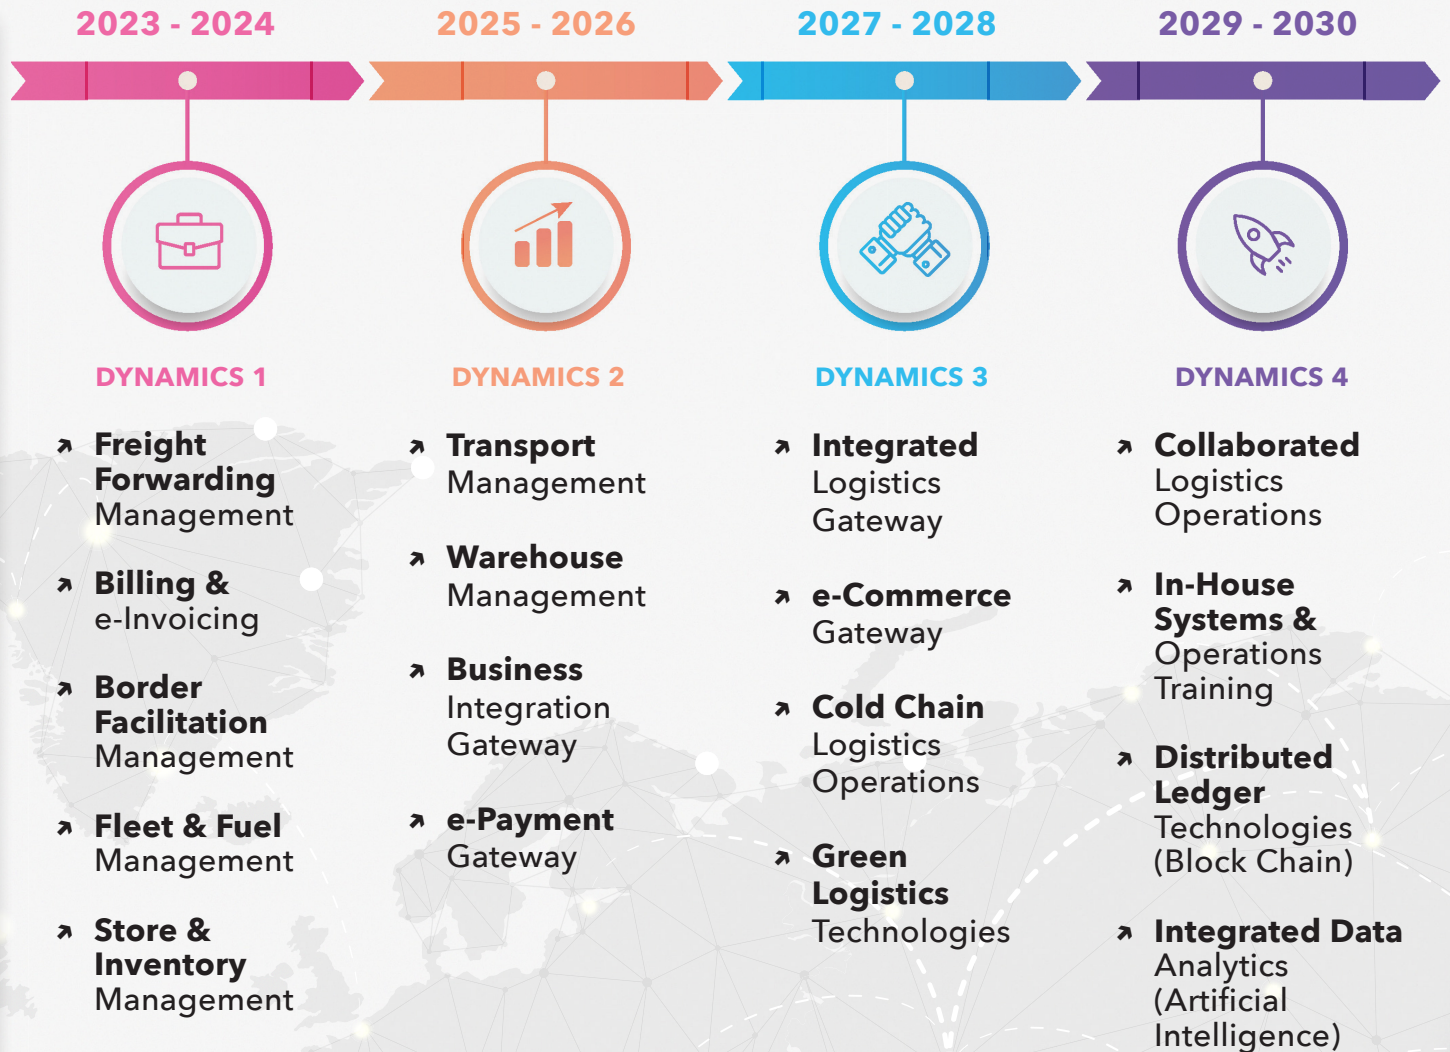 2023 - 2024
2025 - 2026
2027 - 2028
2029 - 2030
DYNAMICS 1
Freight
Forwarding
Management
Billing &
e-Invoicing
Border
Facilitation
Management
Fleet & Fuel
Management
Store &
Inventory
Management
DYNAMICS 2
Transport
Management
Warehouse
Management
Business
Integration
Gateway
e-Payment
Gateway
DYNAMICS 3
Integrated
Logistics
Gateway
e-Commerce
Gateway
Cold Chain
Logistics
Operations
Green
Logistics
Technologies
DYNAMICS 4
Collaborated
Logistics
Operations
In-House
Systems &
Operations
Training
Distributed
Ledger
Technologies
(Block Chain)
Integrated Data
Analytics
(Artificial
Intelligence)